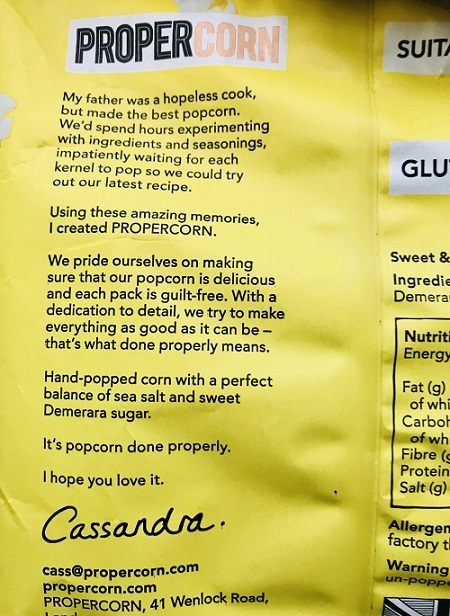 PROPERCORN
My father was a hopeless cook,
but made the best popcorn.
We'd spend hours experimenting
with ingredients and seasonings,
impatiently waiting for each
kernel to pop so we could try
out our latest recipe.
Using these amazing memories,
I created PROPERCORN.
We pride ourselves on making
sure that our popcorn is delicious
and each pack is guilt-free. With a
dedication to detail, we try to make
everything as good as it can be –
that's what done properly means.
Hand-popped corn with a perfect
balance of sea salt and sweet
Demerara sugar.
It's popcorn done properly.
I hope you love it.
Cassandra.
cass@propercorn.com
propercorn.com
PROPERCORN, 41 Wenlock Road,
SUITA
GLU
Sweet &
Ingredie
Demera
Nutriti
Energy
Fat (g)
of whi
Carboh
of wh
Fibre (g
Protein
Salt (g)
Allergen
factory th
Warning
un-poppe